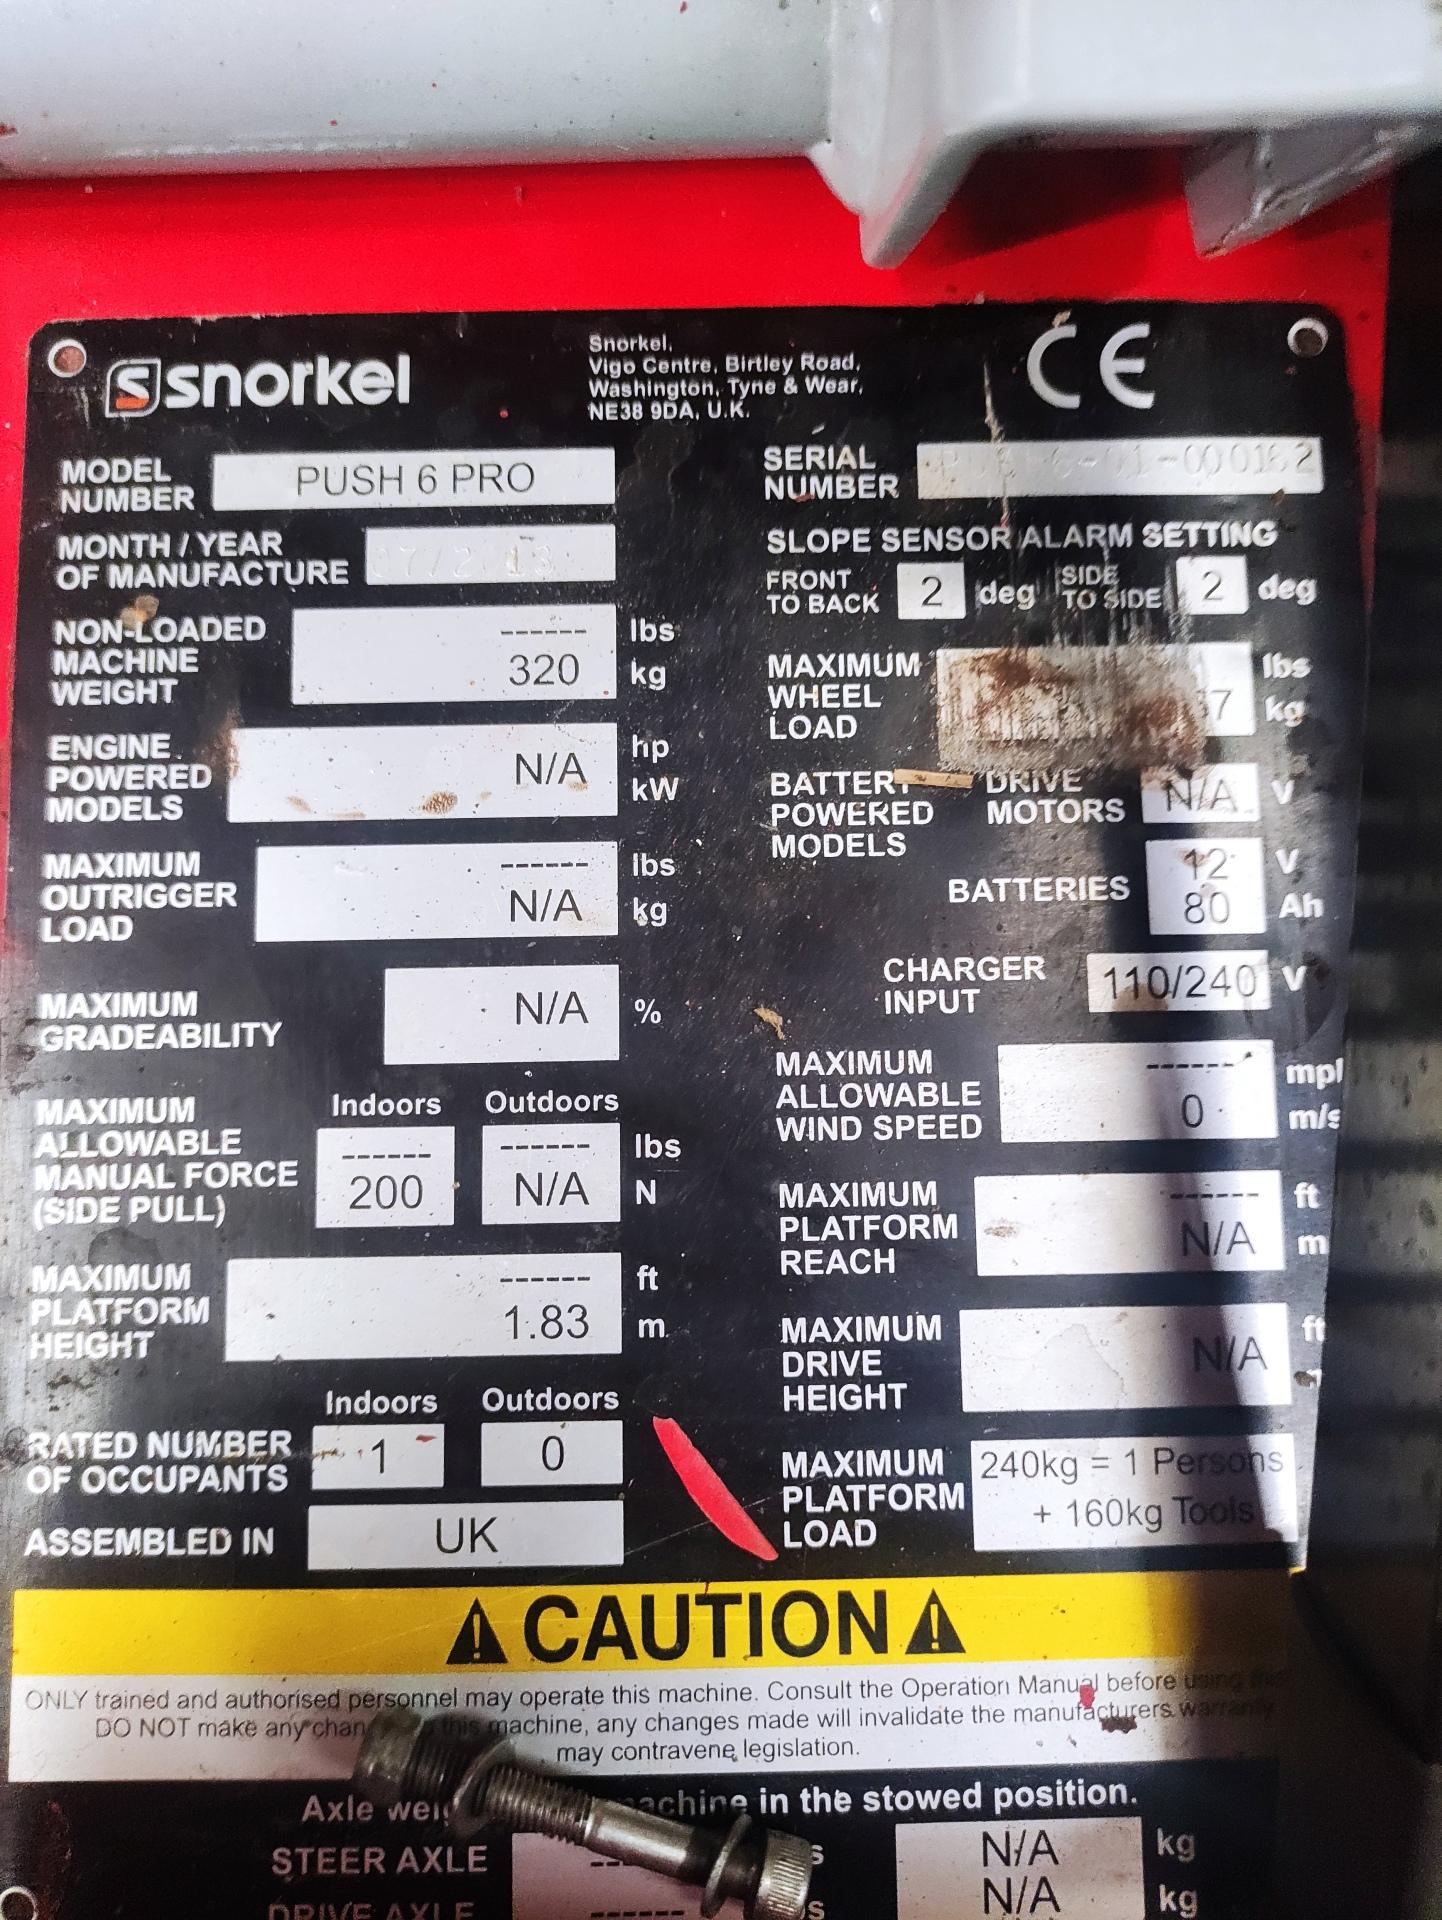 snorkel
Snorkel,
Vigo Centre, Birtley Road,
Washington, Tyne & Wear,
NE38 9DA, U.K.
CE
MODEL NUMBER PUSH 6 PRO
MONTH / YEAR OF MANUFACTURE
NON-LOADED MACHINE WEIGHT
------ lbs
320 kg
ENGINE POWERED MODELS
N/A hp kW
MAXIMUM OUTRIGGER LOAD
------ lbs
N/A kg
MAXIMUM GRADEABILITY N/A %
Indoors Outdoors
MAXIMUM ALLOWABLE MANUAL FORCE (SIDE PULL)
------ ------ lbs
200 N/A N
MAXIMUM PLATFORM HEIGHT
------ ft
1.83 m
Indoors Outdoors
RATED NUMBER OF OCCUPANTS 1 0
ASSEMBLED IN UK
SERIAL NUMBER
SLOPE SENSOR ALARM SETTING
FRONT TO BACK 2 deg SIDE TO SIDE 2 deg
MAXIMUM WHEEL LOAD
lbs
7 kg
BATTERY POWERED MODELS
DRIVE MOTORS N/A V
BATTERIES 12 V
80 Ah
CHARGER INPUT 110/240 V
MAXIMUM ALLOWABLE WIND SPEED
------
0 m/s
MAXIMUM PLATFORM REACH
------ ft
N/A m
MAXIMUM DRIVE HEIGHT
N/A ft
MAXIMUM PLATFORM LOAD
240kg = 1 Persons
+ 160kg Tools
CAUTION
ONLY trained and authorised personnel may operate this machine. Consult the Operation Manual before using
DO NOT make any machine, any changes made will invalidate the manufacturers warranty
may contravene legislation.
Axle machine in the stowed position.
STEER AXLE N/A kg
DRIVE AXLE ------ N/A kg